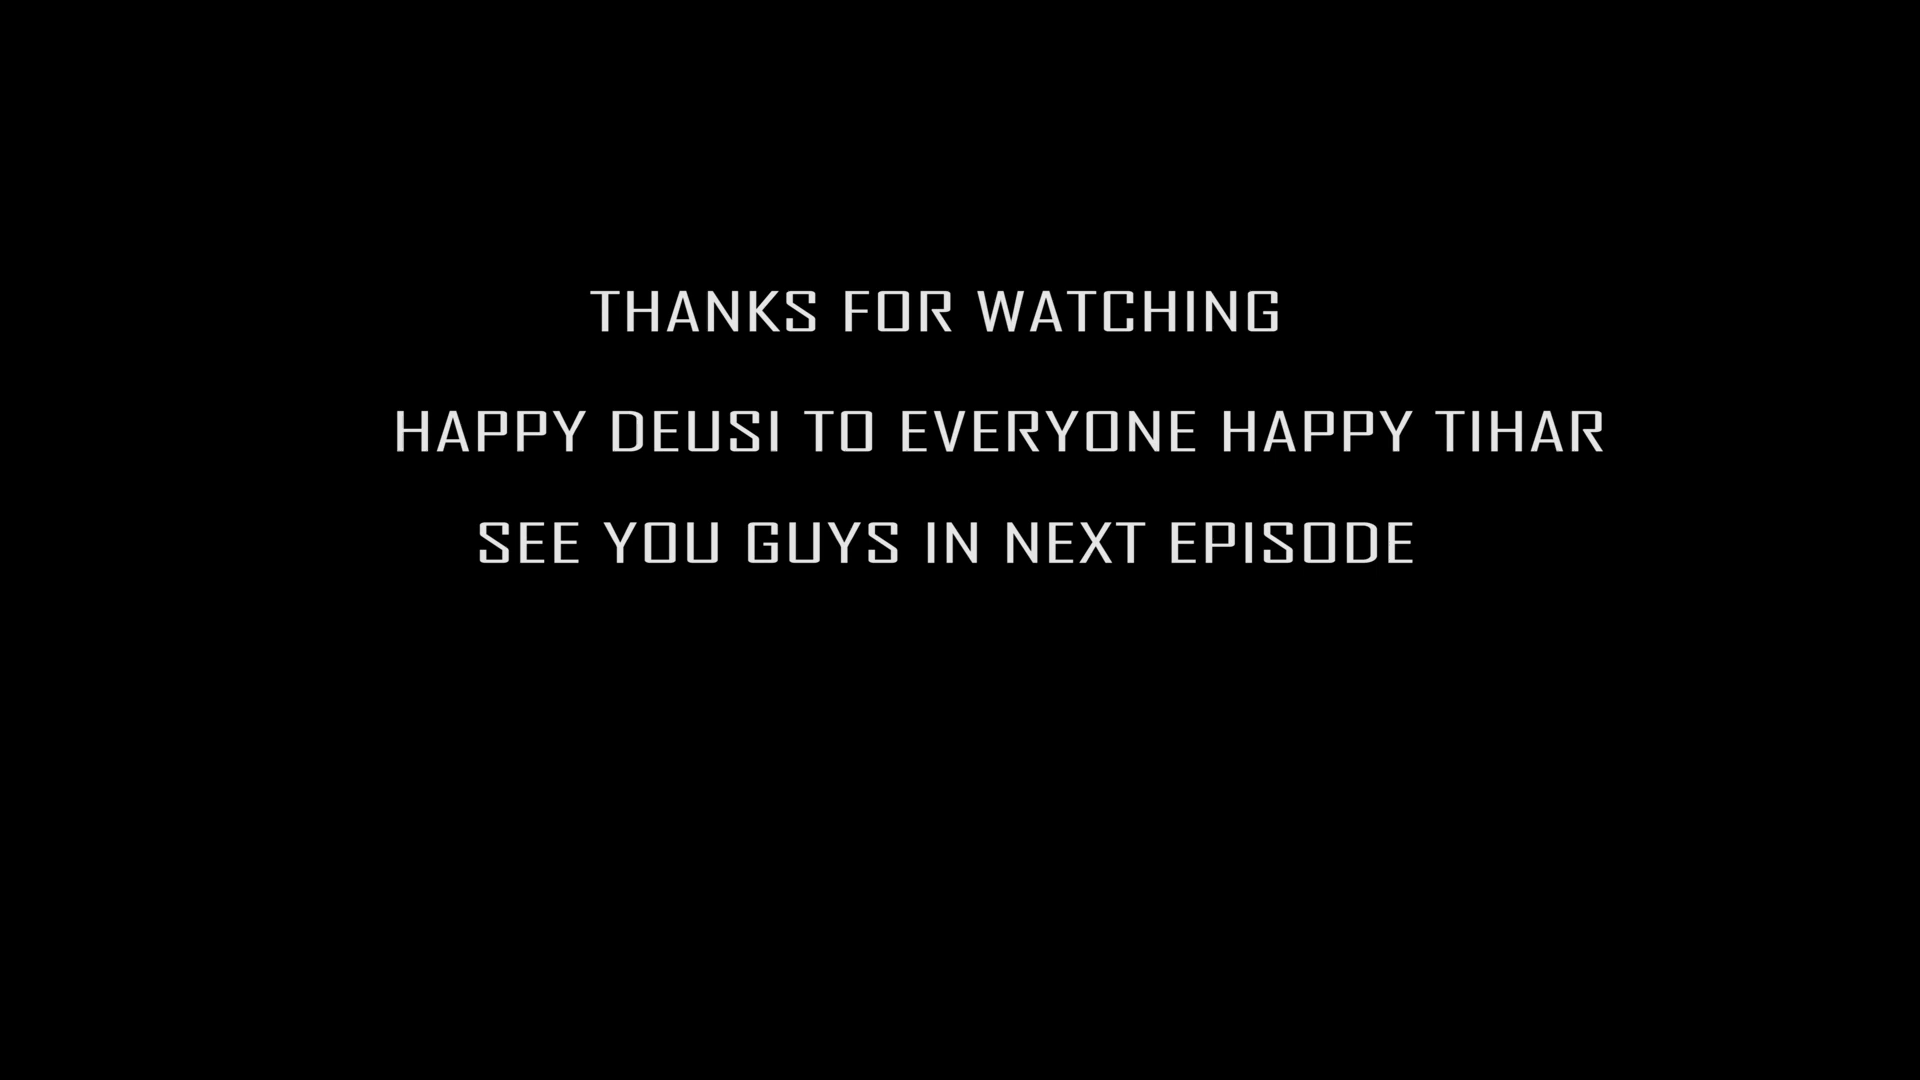 THANKS FOR WATCHING
HAPPY DEUSI TO EVERYONE HAPPY TIHAR
SEE YOU GUYS IN NEXT EPISODE